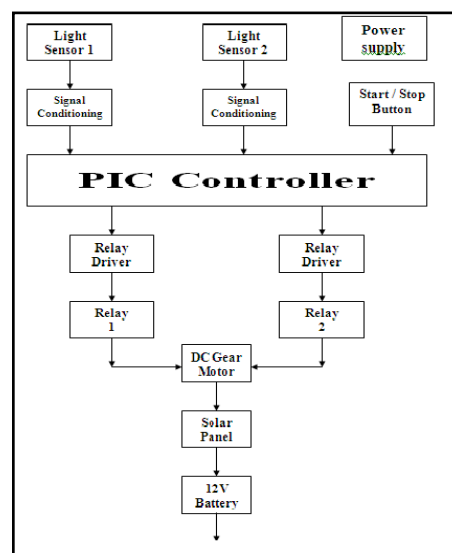 Light
Sensor 1
Light
Sensor 2
Power
supply
Signal
Conditioning
Signal
Conditioning
Start / Stop
Button
PIC Controller
Relay
Driver
Relay
Driver
Relay
1
Relay
2
DC Gear
Motor
Solar
Panel
12V
Battery